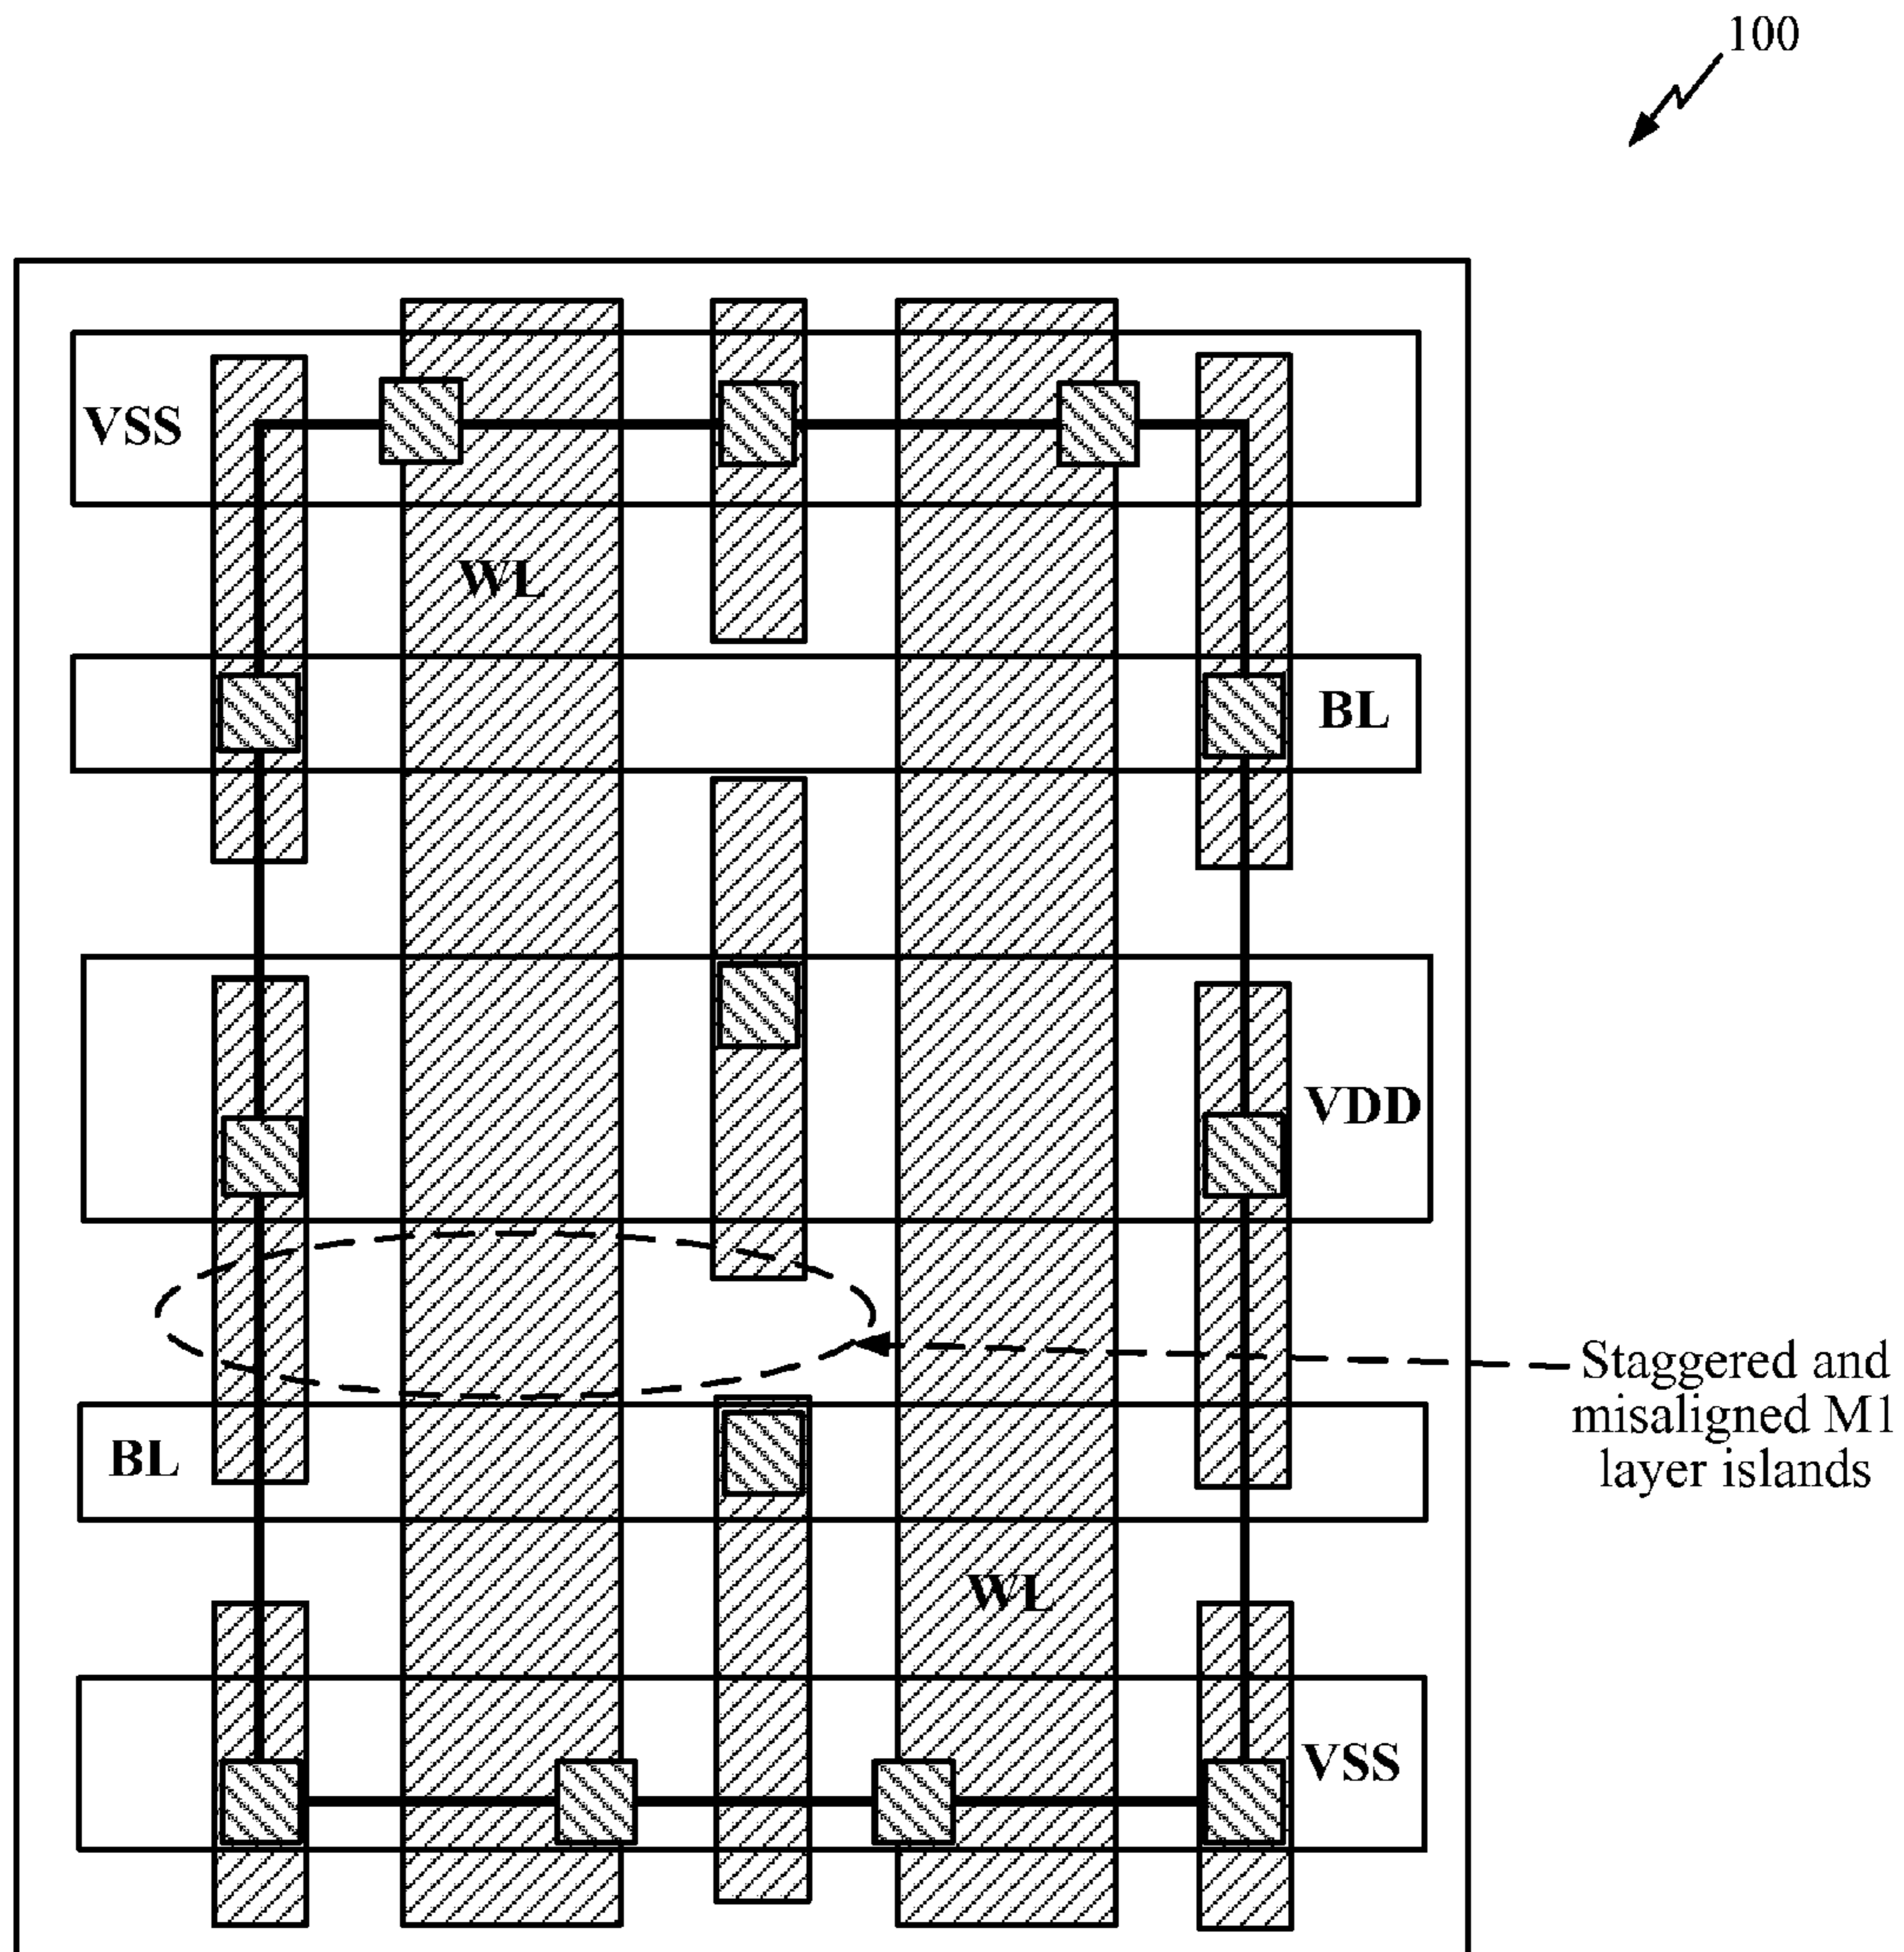 100
VSS
WL
BL
VDD
Staggered and
misaligned M1
layer islands
BL
WL
VSS